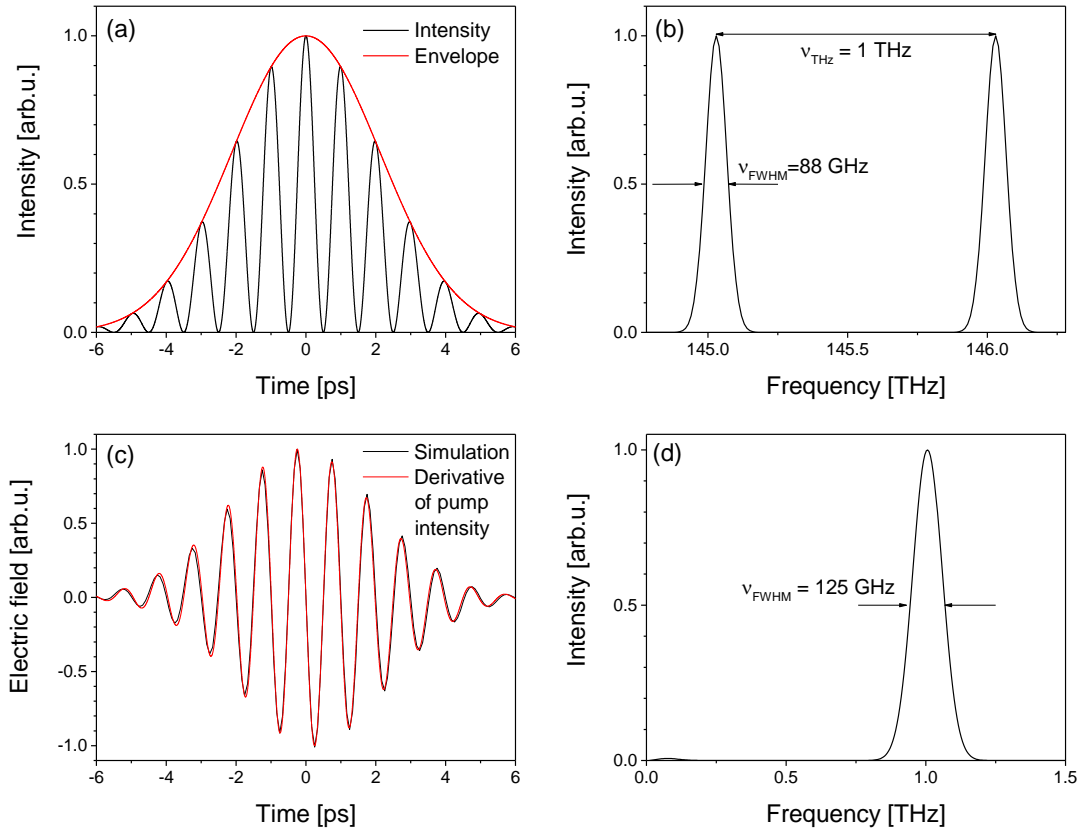 (a)
Intensity
Envelope
1.0
0.5
0.0
Intensity [arb.u.]
-6 -4 -2 0 2 4 6
Time [ps]
(b)
ν_THz = 1 THz
ν_FWHM=88 GHz
1.0
0.5
0.0
Intensity [arb.u.]
145.0 145.5 146.0
Frequency [THz]
(c)
Simulation
Derivative
of pump
intensity
1.0
0.5
0.0
-0.5
-1.0
Electric field [arb.u.]
-6 -4 -2 0 2 4 6
Time [ps]
(d)
ν_FWHM = 125 GHz
1.0
0.5
0.0
Intensity [arb.u.]
0.0 0.5 1.0 1.5
Frequency [THz]